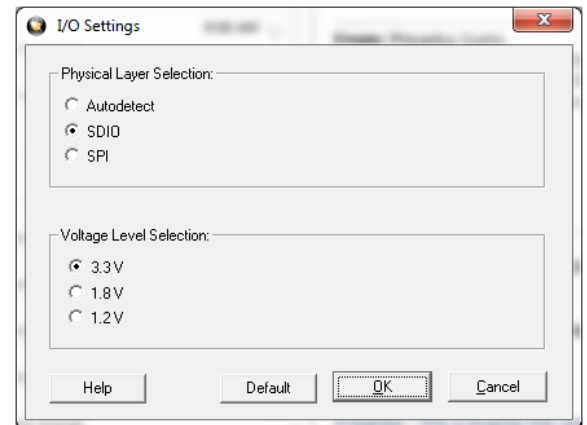 I/O Settings
Physical Layer Selection:
Autodetect
SDIO
SPI
Voltage Level Selection:
3.3 V
1.8 V
1.2 V
Help
Default
OK
Cancel